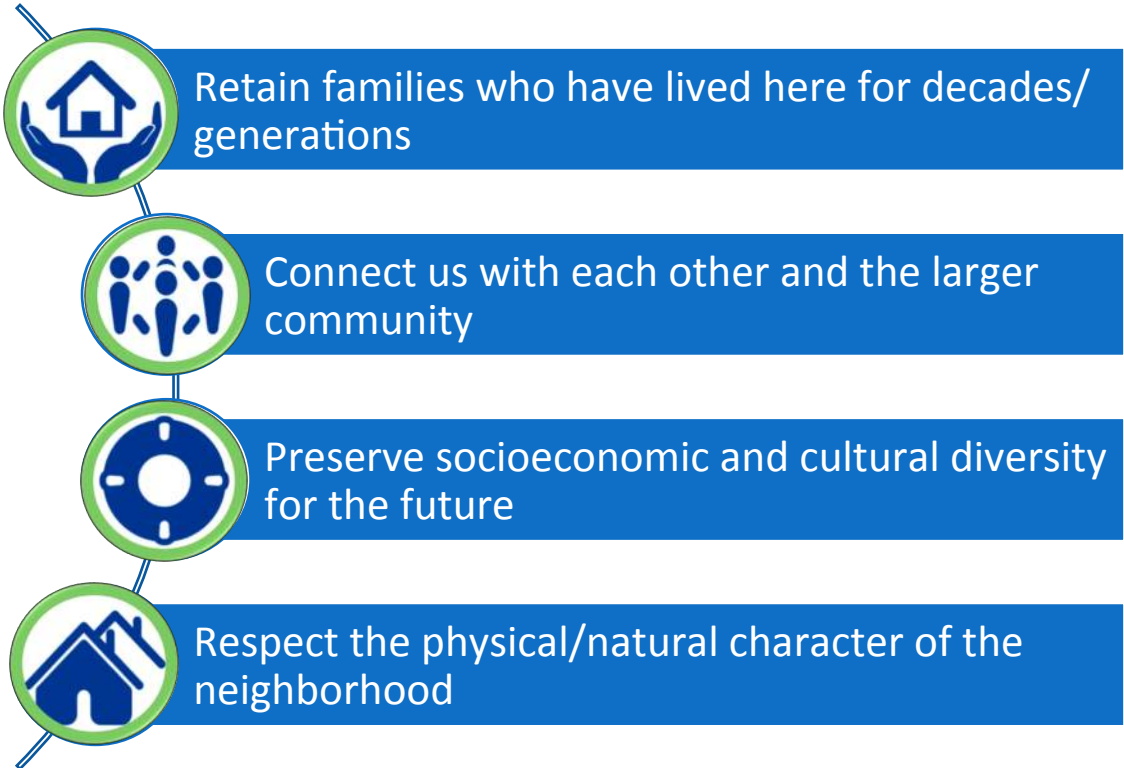 Retain families who have lived here for decades/
generations
Connect us with each other and the larger
community
Preserve socioeconomic and cultural diversity
for the future
Respect the physical/natural character of the
neighborhood